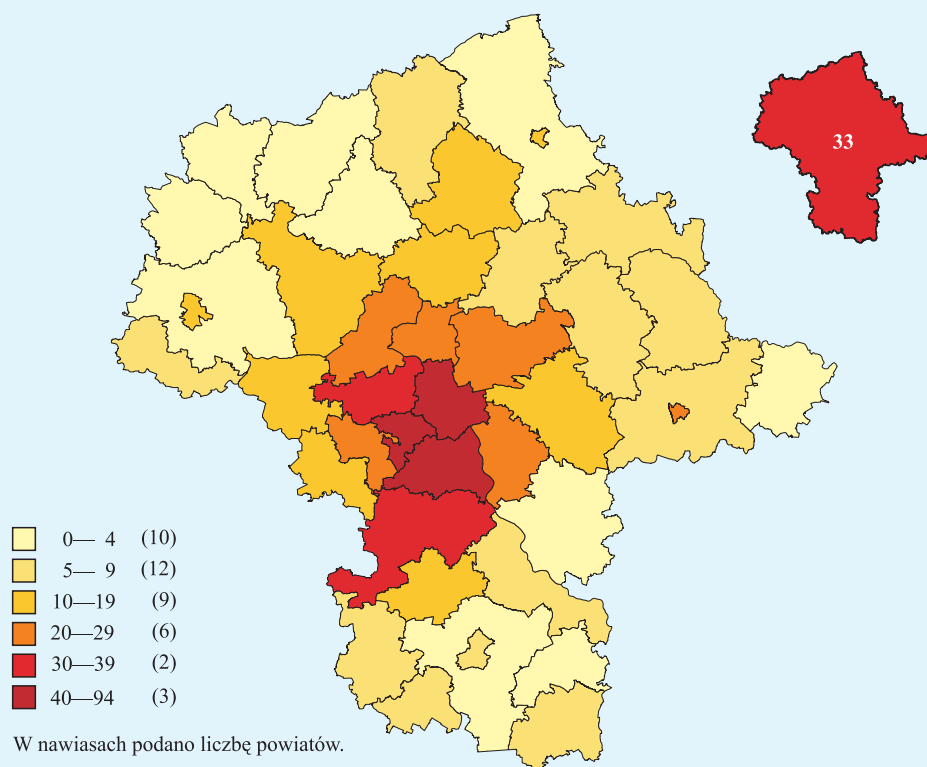 33
0— 4 (10)
5— 9 (12)
10—19 (9)
20—29 (6)
30—39 (2)
40—94 (3)
W nawiasach podano liczbę powiatów.